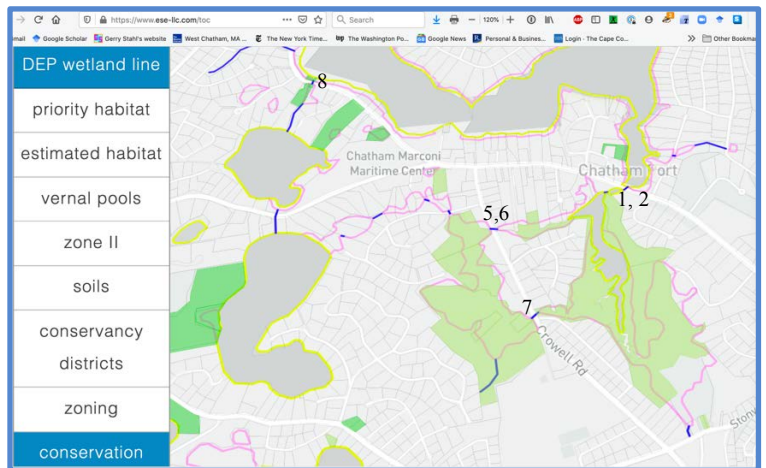 https://www.ese-llc.com/toc
Search
120%
mail Google Scholar Gerry Stahl's website West Chatham, MA ... The New York Time... The Washington Po... Google News Personal & Busines... Login - The Cape Co... Other Bookma
DEP wetland line
priority habitat
estimated habitat
vernal pools
zone II
soils
conservancy
districts
zoning
conservation
8
Chatham Marconi
Maritime Center
Chatham Port
1, 2
5,6
7
Crowell Rd